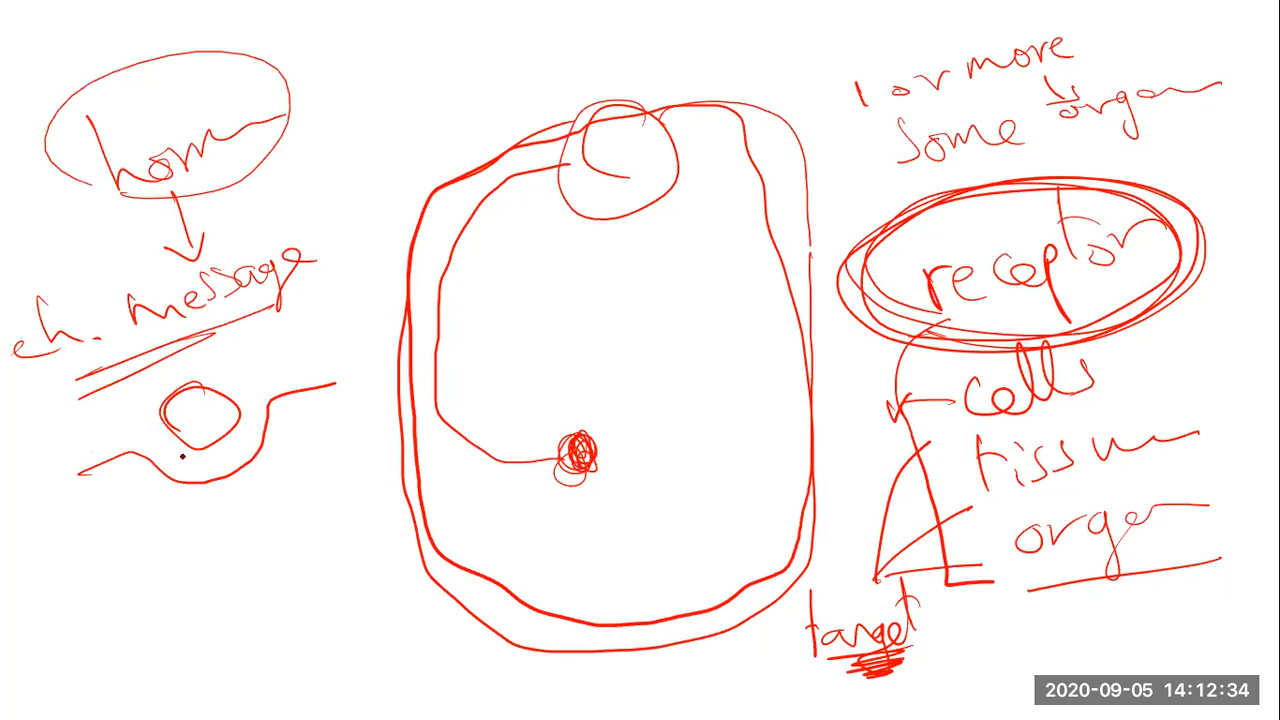 horm
ch. message
1 or more
some organ
is
receptor
cells
tissue
organ
target
2020-09-05 14:12:34